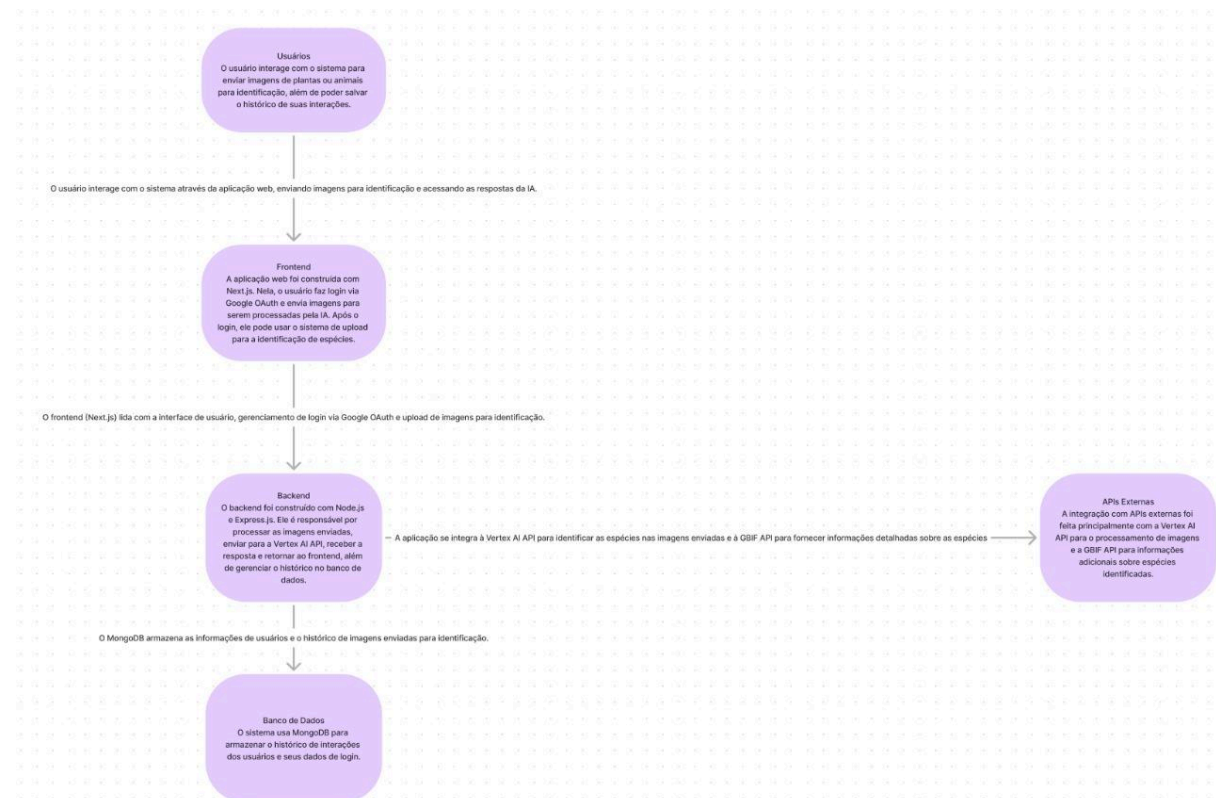 Usuários
O usuário interage com o sistema para
enviar imagens de plantas ou animais
para identificação, além de poder salvar
o histórico de suas interações.
O usuário interage com o sistema através da aplicação web, enviando imagens para identificação e acessando as respostas da IA.
Frontend
A aplicação web foi construída com
Next.js. Nela, o usuário faz login via
Google OAuth e envia imagens para
serem processadas pela IA. Após o
login, ele pode usar o sistema de upload
para a identificação de espécies.
O frontend (Next.js) lida com a interface de usuário, gerenciamento de login via Google OAuth e upload de imagens para identificação.
Backend
O backend foi construído com Node.js
e Express.js. Ele é responsável por
processar as imagens enviadas,
enviar para a Vertex AI API, receber a
resposta e retornar ao frontend, além
de gerenciar o histórico no banco de
dados.
A aplicação se integra à Vertex AI API para identificar as espécies nas imagens enviadas e à GBIF API para fornecer informações detalhadas sobre as espécies
APIs Externas
A integração com APIs externas foi
feita principalmente com a Vertex AI
API para o processamento de imagens
e a GBIF API para informações
adicionais sobre espécies
identificadas.
O MongoDB armazena as informações de usuários e o histórico de imagens enviadas para identificação.
Banco de Dados
O sistema usa MongoDB para
armazenar o histórico de interações
dos usuários e seus dados de login.